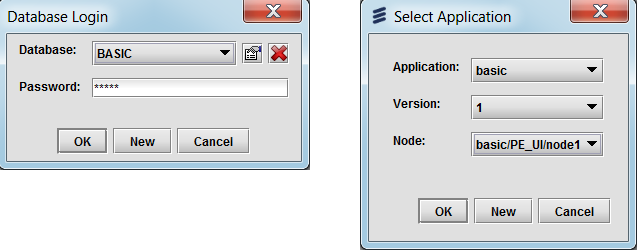 Database Login
Database: BASIC
Password: *****
OK New Cancel
Select Application
Application: basic
Version: 1
Node: basic/PE_UI/node1
OK New Cancel